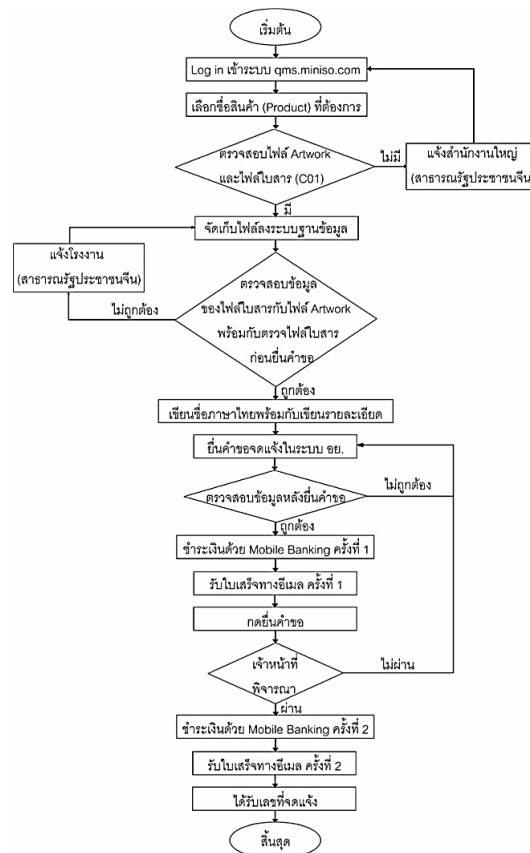 เริ่มต้น
Log in เข้าระบบ qms.miniso.com
เลือกชื่อสินค้า (Product) ที่ต้องการ
ตรวจสอบไฟล์ Artwork
และไฟล์ใบสาร (C01)
ไม่มี
แจ้งสำนักงานใหญ่
(สาธารณรัฐประชาชนจีน)
มี
จัดเก็บไฟล์ลงระบบฐานข้อมูล
แจ้งโรงงาน
(สาธารณรัฐประชาชนจีน)
ตรวจสอบข้อมูล
ของไฟล์ใบสารกับไฟล์ Artwork
พร้อมกับตรวจไฟล์ใบสาร
ก่อนยื่นคำขอ
ไม่ถูกต้อง
ถูกต้อง
เขียนชื่อภาษาไทยพร้อมกับเขียนรายละเอียด
ยื่นคำขอจดแจ้งในระบบ อย.
ตรวจสอบข้อมูลหลังยื่นคำขอ
ไม่ถูกต้อง
ถูกต้อง
ชำระเงินด้วย Mobile Banking ครั้งที่ 1
รับใบเสร็จทางอีเมล ครั้งที่ 1
กดยื่นคำขอ
เจ้าหน้าที่
พิจารณา
ไม่ผ่าน
ผ่าน
ชำระเงินด้วย Mobile Banking ครั้งที่ 2
รับใบเสร็จทางอีเมล ครั้งที่ 2
ได้รับเลขที่จดแจ้ง
สิ้นสุด